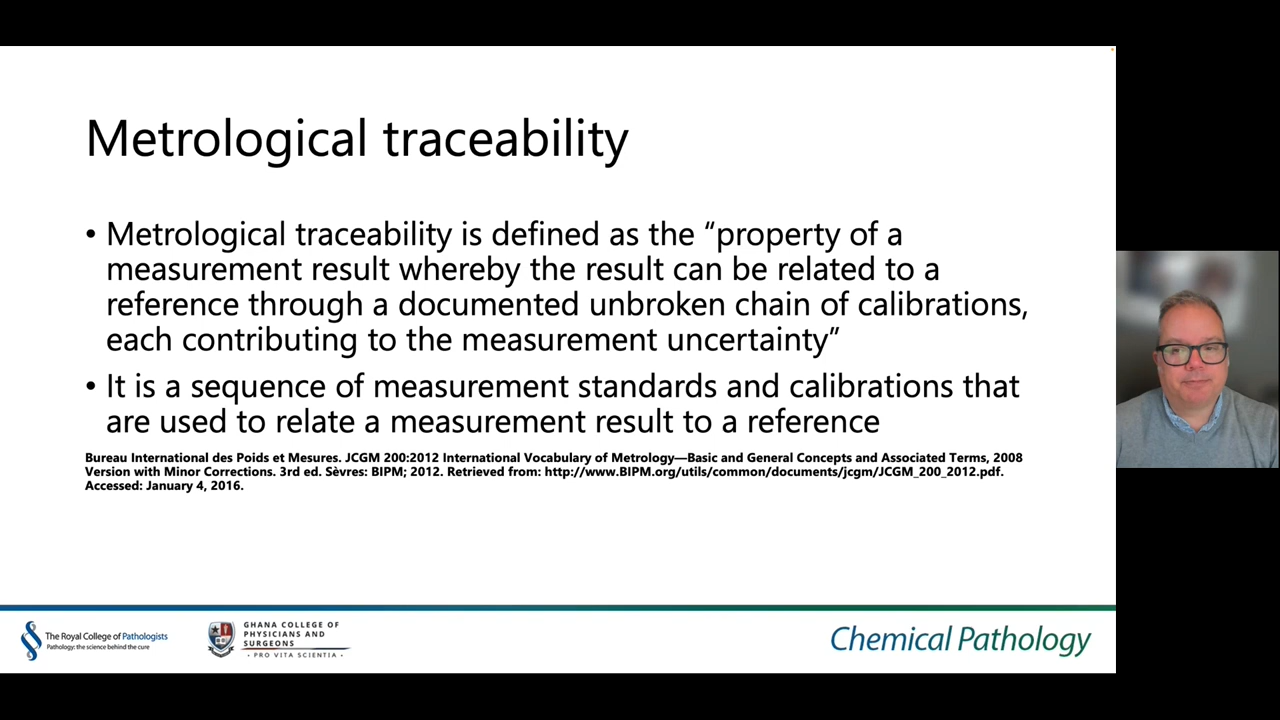 Metrological traceability
• Metrological traceability is defined as the “property of a
measurement result whereby the result can be related to a
reference through a documented unbroken chain of calibrations,
each contributing to the measurement uncertainty”
• It is a sequence of measurement standards and calibrations that
are used to relate a measurement result to a reference
Bureau International des Poids et Mesures. JCGM 200:2012 International Vocabulary of Metrology—Basic and General Concepts and Associated Terms, 2008
Version with Minor Corrections. 3rd ed. Sèvres: BIPM; 2012. Retrieved from: http://www.BIPM.org/utils/common/documents/jcgm/JCGM_200_2012.pdf.
Accessed: January 4, 2016.
The Royal College of Pathologists
Pathology: the science behind the cure
GHANA COLLEGE OF
PHYSICIANS AND
SURGEONS
• PRO VITA SCIENTIA •
Chemical Pathology